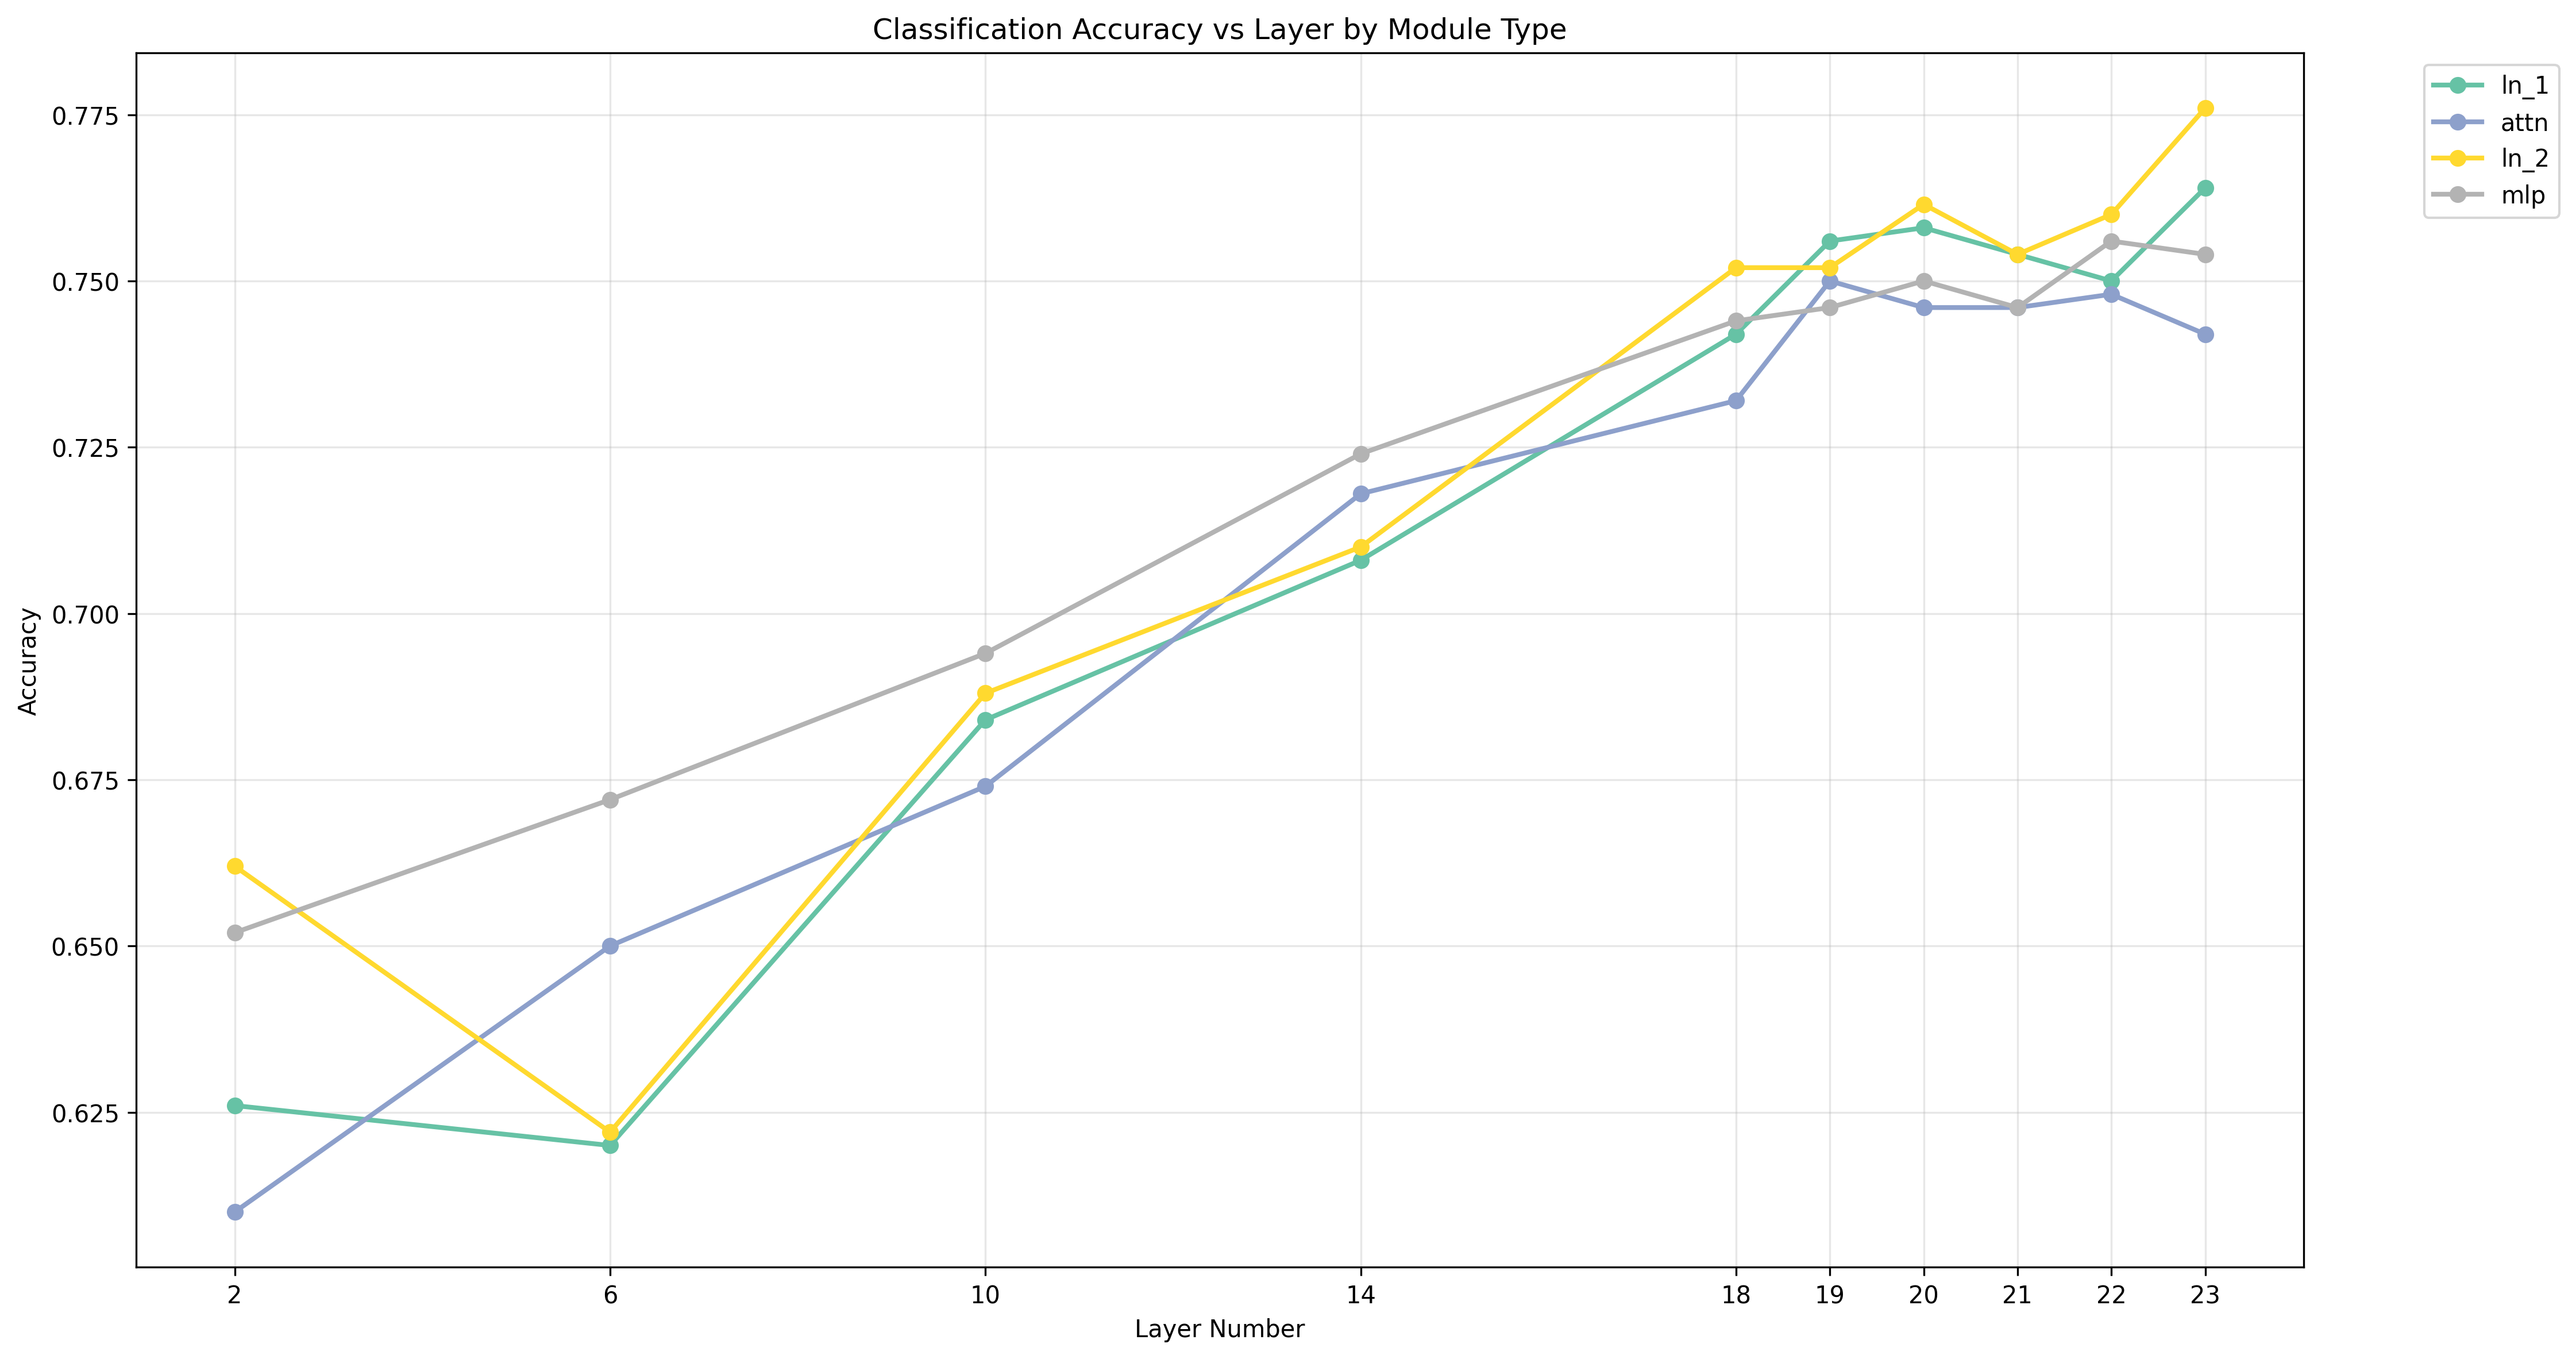 Classification Accuracy vs Layer by Module Type
ln_1
attn
ln_2
mlp
0.775
0.750
0.725
0.700
0.675
0.650
0.625
Accuracy
2 6 10 14 18 19 20 21 22 23
Layer Number